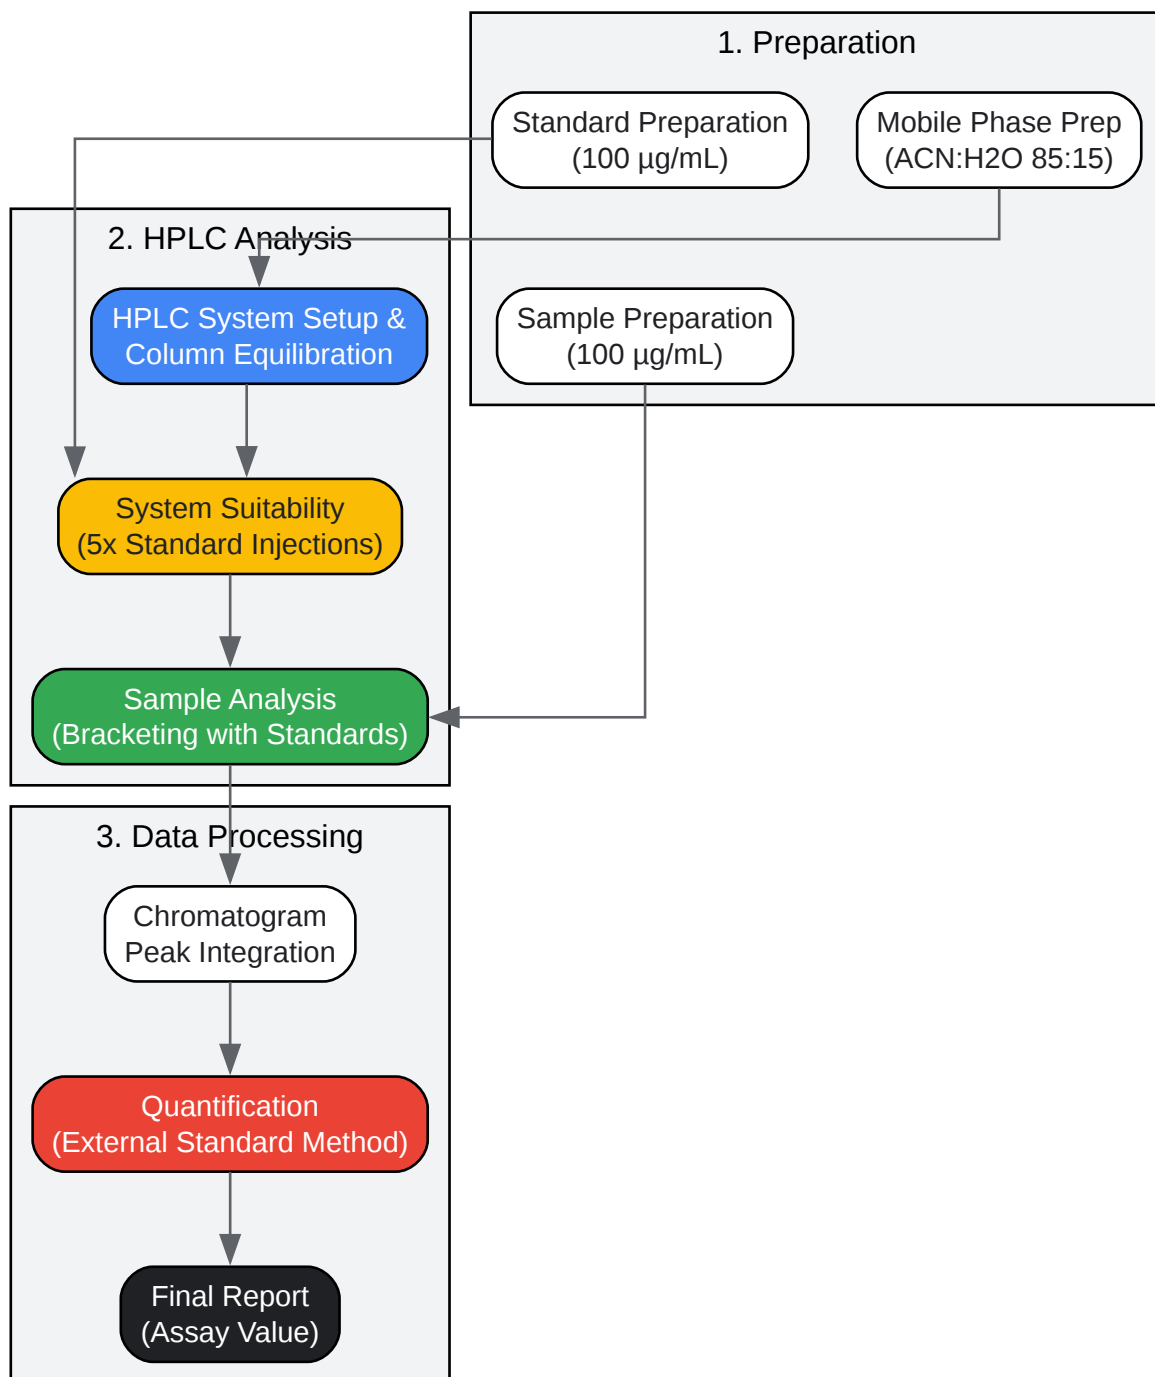 1. Preparation
Standard Preparation
(100 µg/mL)
Mobile Phase Prep
(ACN:H2O 85:15)
Sample Preparation
(100 µg/mL)
2. HPLC Analysis
HPLC System Setup &
Column Equilibration
System Suitability
(5x Standard Injections)
Sample Analysis
(Bracketing with Standards)
3. Data Processing
Chromatogram
Peak Integration
Quantification
(External Standard Method)
Final Report
(Assay Value)